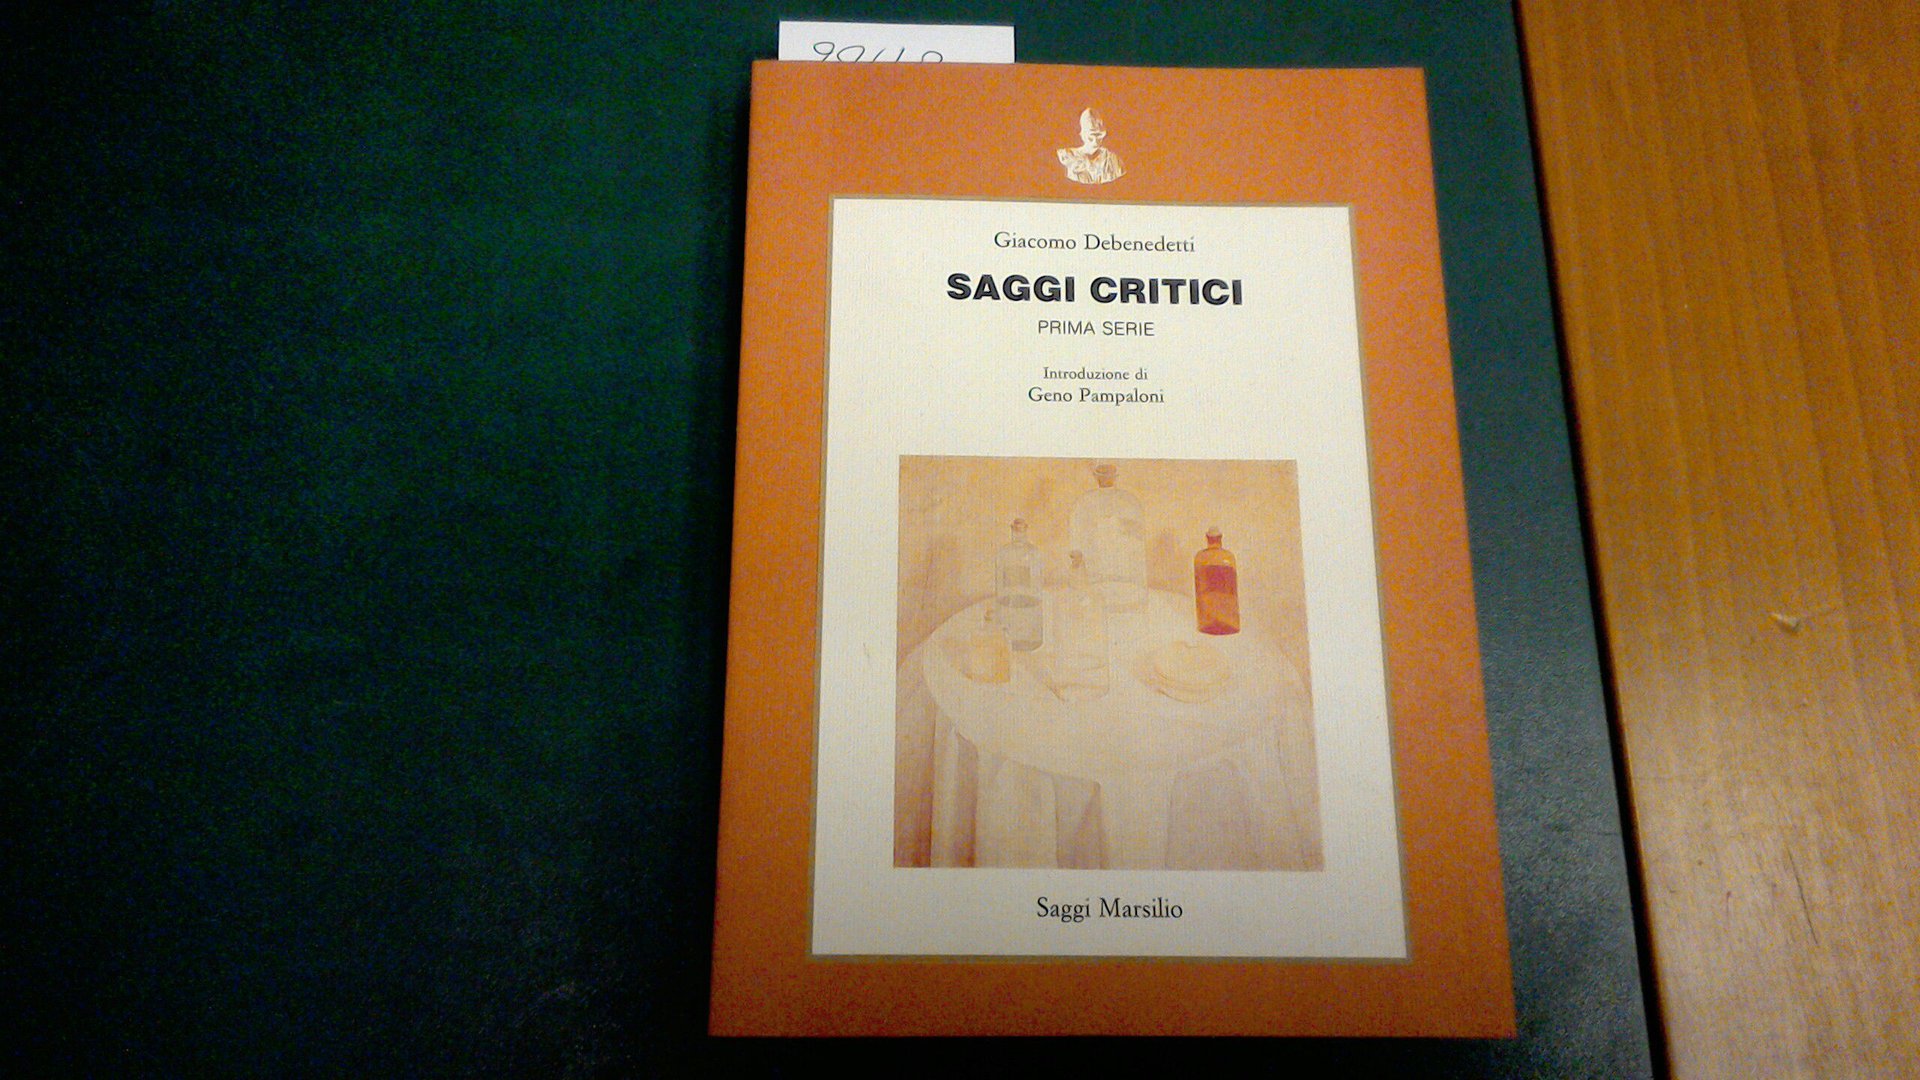 Giacomo Debenedetti
SAGGI CRITICI
PRIMA SERIE
Introduzione di
Geno Pampaloni
Saggi Marsilio